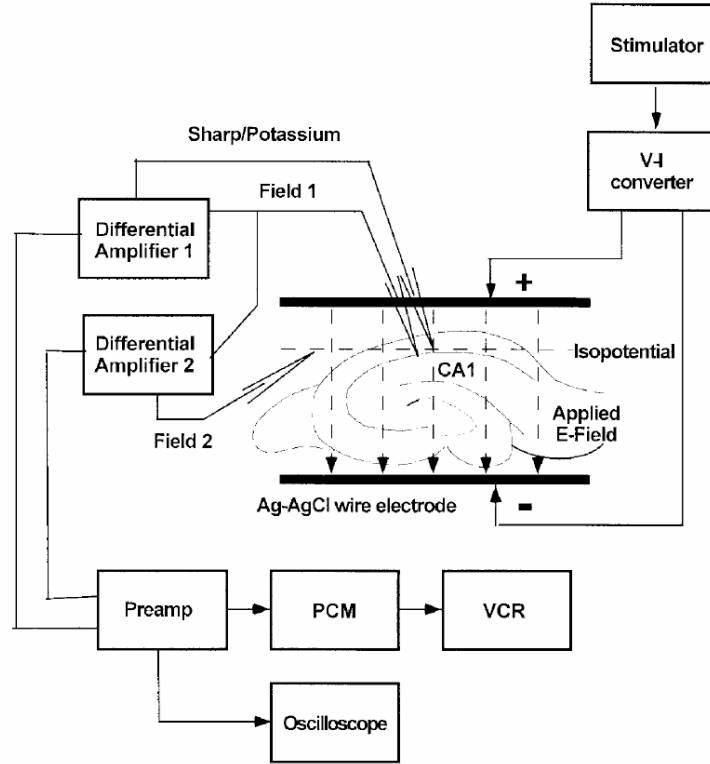 Stimulator
V-I
converter
Sharp/Potassium
Field 1
Differential
Amplifier 1
+
Differential
Amplifier 2
Isopotential
CA1
Applied
E-Field
Field 2
Ag-AgCl wire electrode
-
Preamp
PCM
VCR
Oscilloscope